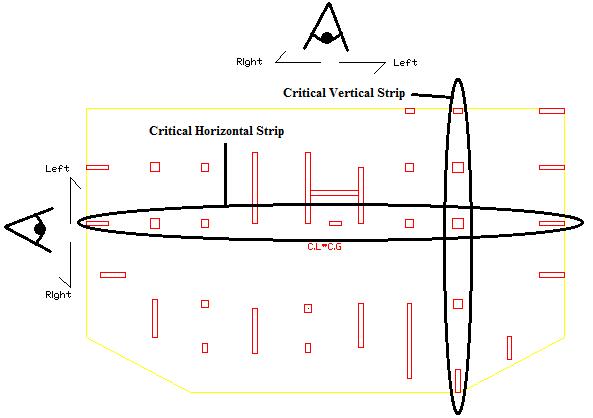 Right
Left
Critical Vertical Strip
Critical Horizontal Strip
Left
C.L*C.G
Right